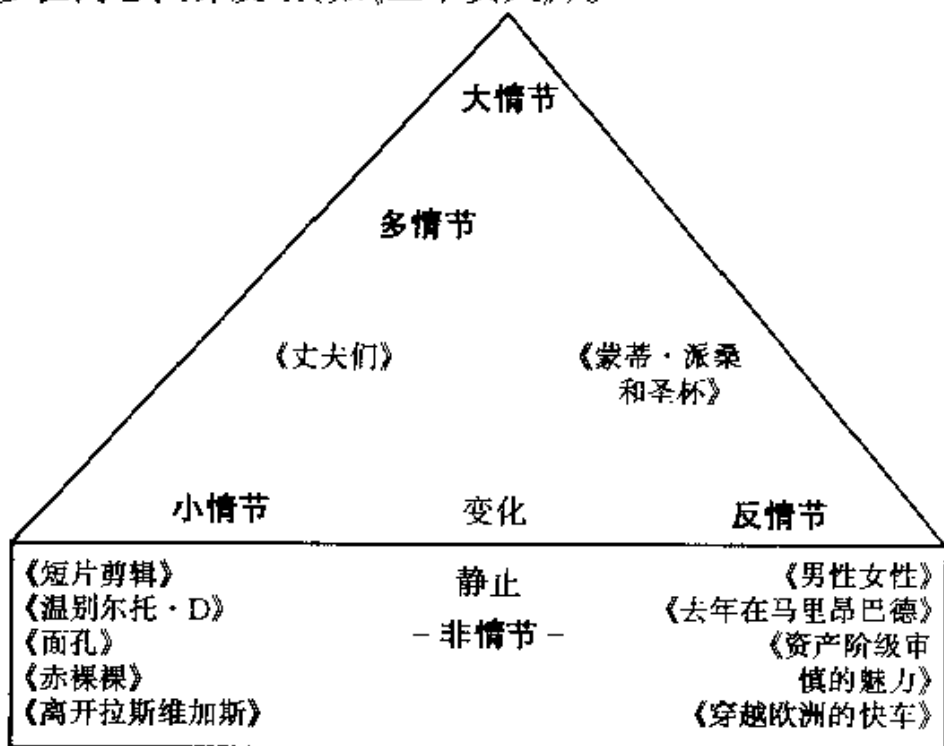 大情节
多情节
《丈夫们》
《蒙蒂·派桑
和圣杯》
小情节 变化 反情节
《短片剪辑》
《温别尔托·D》
《面孔》
《赤裸裸》
《离开拉斯维加斯》
静止
-非情节-
《男性女性》
《去年在马里昂巴德》
《资产阶级审
慎的魅力》
《穿越欧洲的快车》